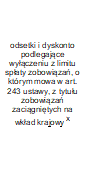 odsetki i dyskonto
podlegające
wyłączeniu z limitu
spłaty zobowiązań, o
którym mowa w art.
243 ustawy, z tytułu
zobowiązań
zaciągniętych na
wkład krajowy x